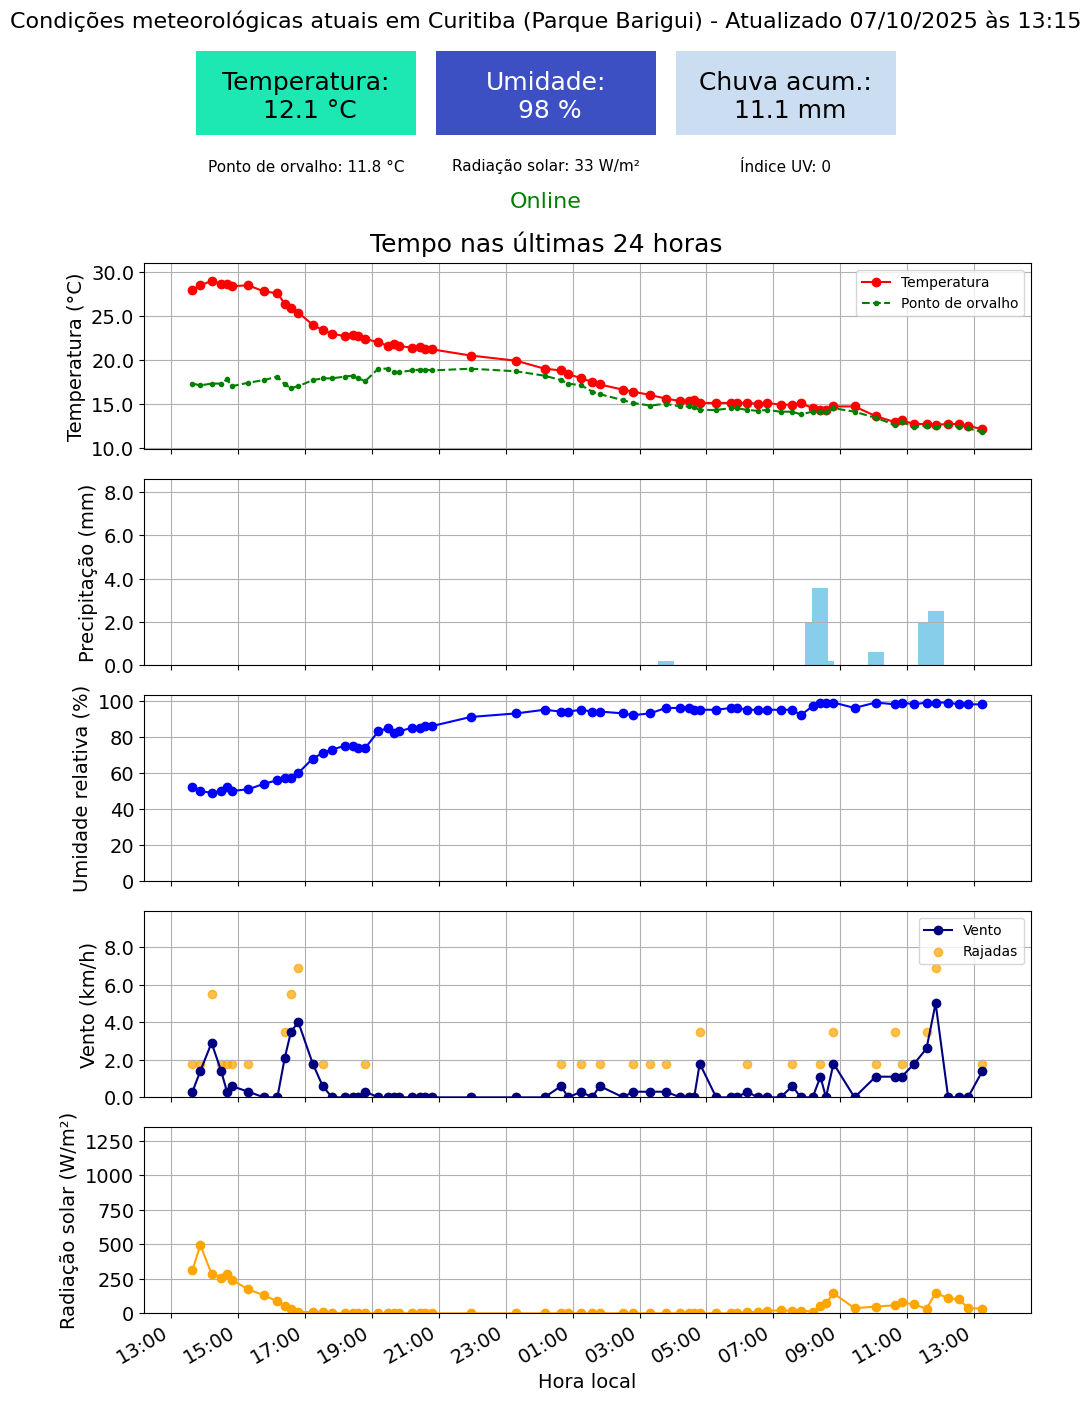 Condições meteorológicas atuais em Curitiba (Parque Barigui) - Atualizado 07/10/2025 às 13:15
Temperatura:
12.1 °C
Umidade:
98 %
Chuva acum.:
11.1 mm
Ponto de orvalho: 11.8 °C
Radiação solar: 33 W/m²
Índice UV: 0
Online
Tempo nas últimas 24 horas
Temperatura (°C)
30.0
25.0
20.0
15.0
10.0
Temperatura
Ponto de orvalho
Precipitação (mm)
8.0
6.0
4.0
2.0
0.0
Umidade relativa (%)
100
80
60
40
20
0
Vento (km/h)
8.0
6.0
4.0
2.0
0.0
Vento
Rajadas
Radiação solar (W/m²)
1250
1000
750
500
250
0
13:00
15:00
17:00
19:00
21:00
23:00
01:00
03:00
05:00
07:00
09:00
11:00
13:00
Hora local